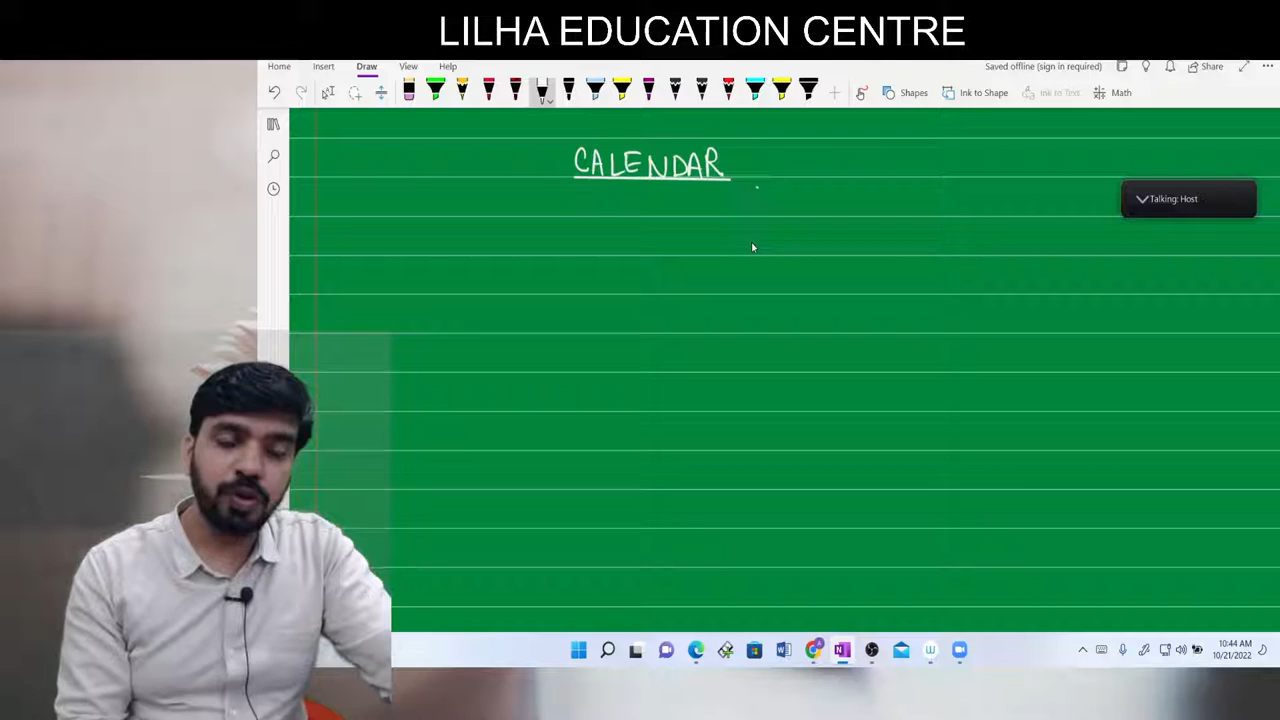 LILHA EDUCATION CENTRE
Home Insert Draw View Help
Saved offline (sign in required)
Share
Shapes
Ink to Shape
Ink to Text
Math
CALENDAR
Talking: Host
10:44 AM
10/21/2022